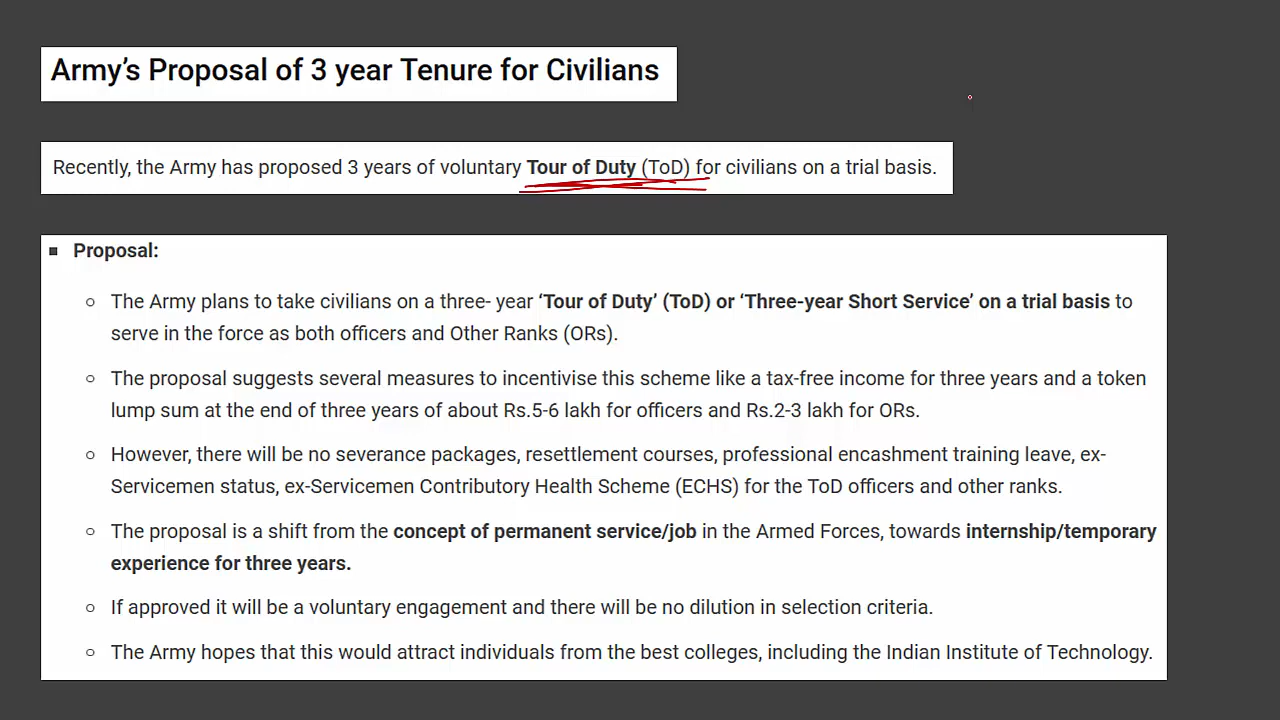 Army's Proposal of 3 year Tenure for Civilians
Recently, the Army has proposed 3 years of voluntary Tour of Duty (ToD) for civilians on a trial basis.
Proposal:
The Army plans to take civilians on a three- year ‘Tour of Duty’ (ToD) or ‘Three-year Short Service’ on a trial basis to
serve in the force as both officers and Other Ranks (ORs).
The proposal suggests several measures to incentivise this scheme like a tax-free income for three years and a token
lump sum at the end of three years of about Rs.5-6 lakh for officers and Rs.2-3 lakh for ORs.
However, there will be no severance packages, resettlement courses, professional encashment training leave, ex-
Servicemen status, ex-Servicemen Contributory Health Scheme (ECHS) for the ToD officers and other ranks.
The proposal is a shift from the concept of permanent service/job in the Armed Forces, towards internship/temporary
experience for three years.
If approved it will be a voluntary engagement and there will be no dilution in selection criteria.
The Army hopes that this would attract individuals from the best colleges, including the Indian Institute of Technology.